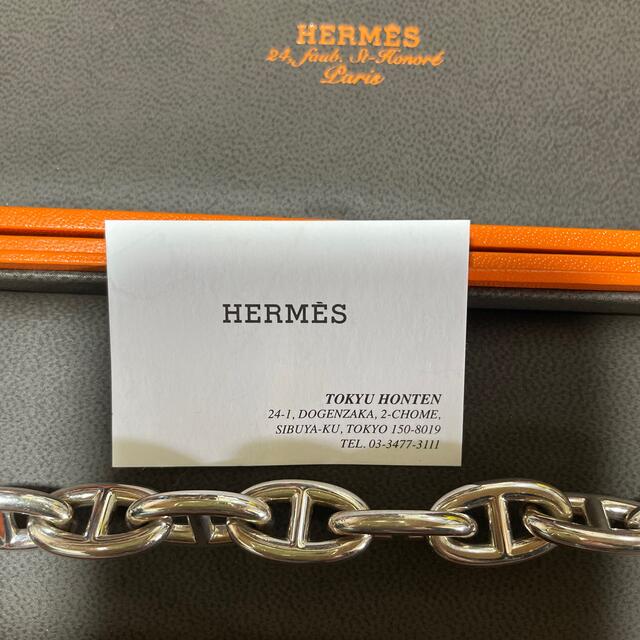 HERMÈS
24, faub. St-Honoré
Paris
HERMÈS
TOKYU HONTEN
24-1, DOGENZAKA, 2-CHOME,
SIBUYA-KU, TOKYO 150-8019
TEL. 03-3477-3111